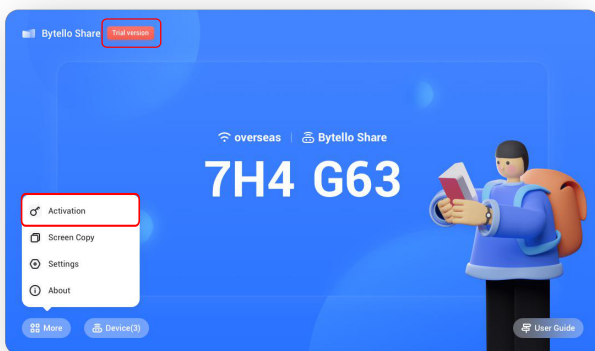 Bytello Share Trial version
overseas | Bytello Share
7H4 G63
Activation
Screen Copy
Settings
About
More Device(3) User Guide